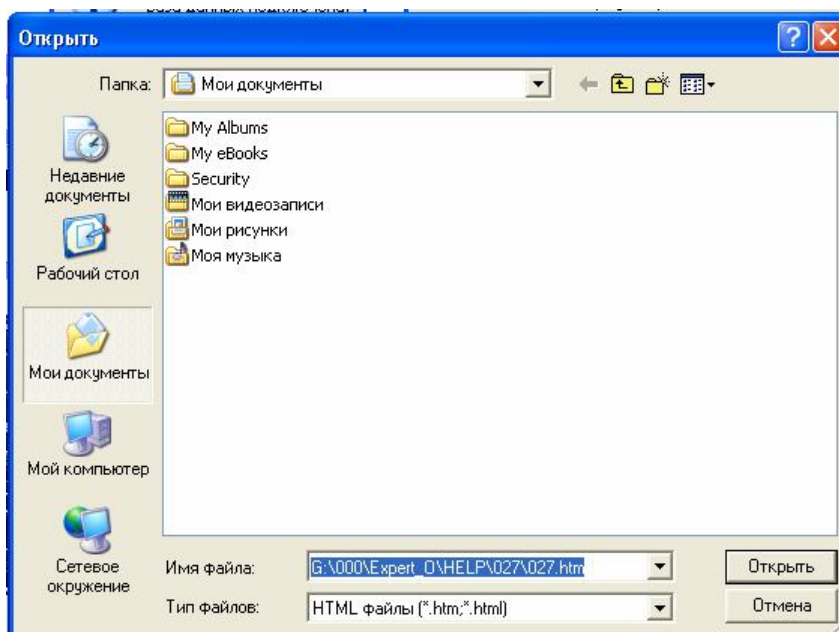 Открыть
Папка: Мои документы
My Albums
My eBooks
Security
Мои видеозаписи
Мои рисунки
Моя музыка
Недавние
документы
Рабочий стол
Мои документы
Мой компьютер
Сетевое
окружение
Имя файла: G:\000\Expert_O\HELP\027\027.htm Открыть
Тип файлов: HTML файлы (*.htm;*.html) Отмена